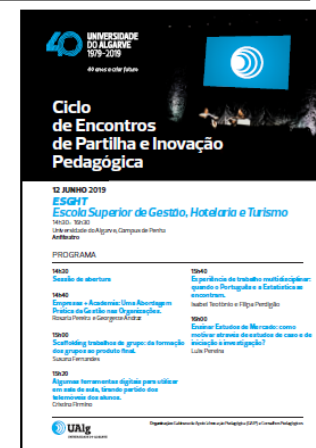 40
UNIVERSIDADE
DO ALGARVE
1979-2019
40 anos a criar futuro
Ciclo
de Encontros
de Partilha e Inovação
Pedagógica
12 JUNHO 2019
ESGHT
Escola Superior de Gestão, Hotelaria e Turismo
14h30 - 16h30
Universidade do Algarve, Campus da Penha
Anfiteatro
PROGRAMA
14h30
Sessão de abertura
14h40
Empresas + Academia: Uma Abordagem
Prática da Gestão nas Organizações.
Rosaria Pereira e Georgette Andraz
15h00
Scaffolding trabalhos de grupo: da formação
dos grupos ao produto final.
Susana Fernandes
15h20
Algumas ferramentas digitais para utilizar
em sala de aula, tirando partido dos
telemóveis dos alunos.
Cristina Firmino
15h40
Experiência de trabalho multidisciplinar:
quando o Português e a Estatística se
encontram.
Isabel Teotónio e Filipa Perdigão
16h00
Ensinar Estudos de Mercado: como
motivar através de estudos de caso e de
iniciação à investigação?
Luís Pereira
UAlg
UNIVERSIDADE DO ALGARVE